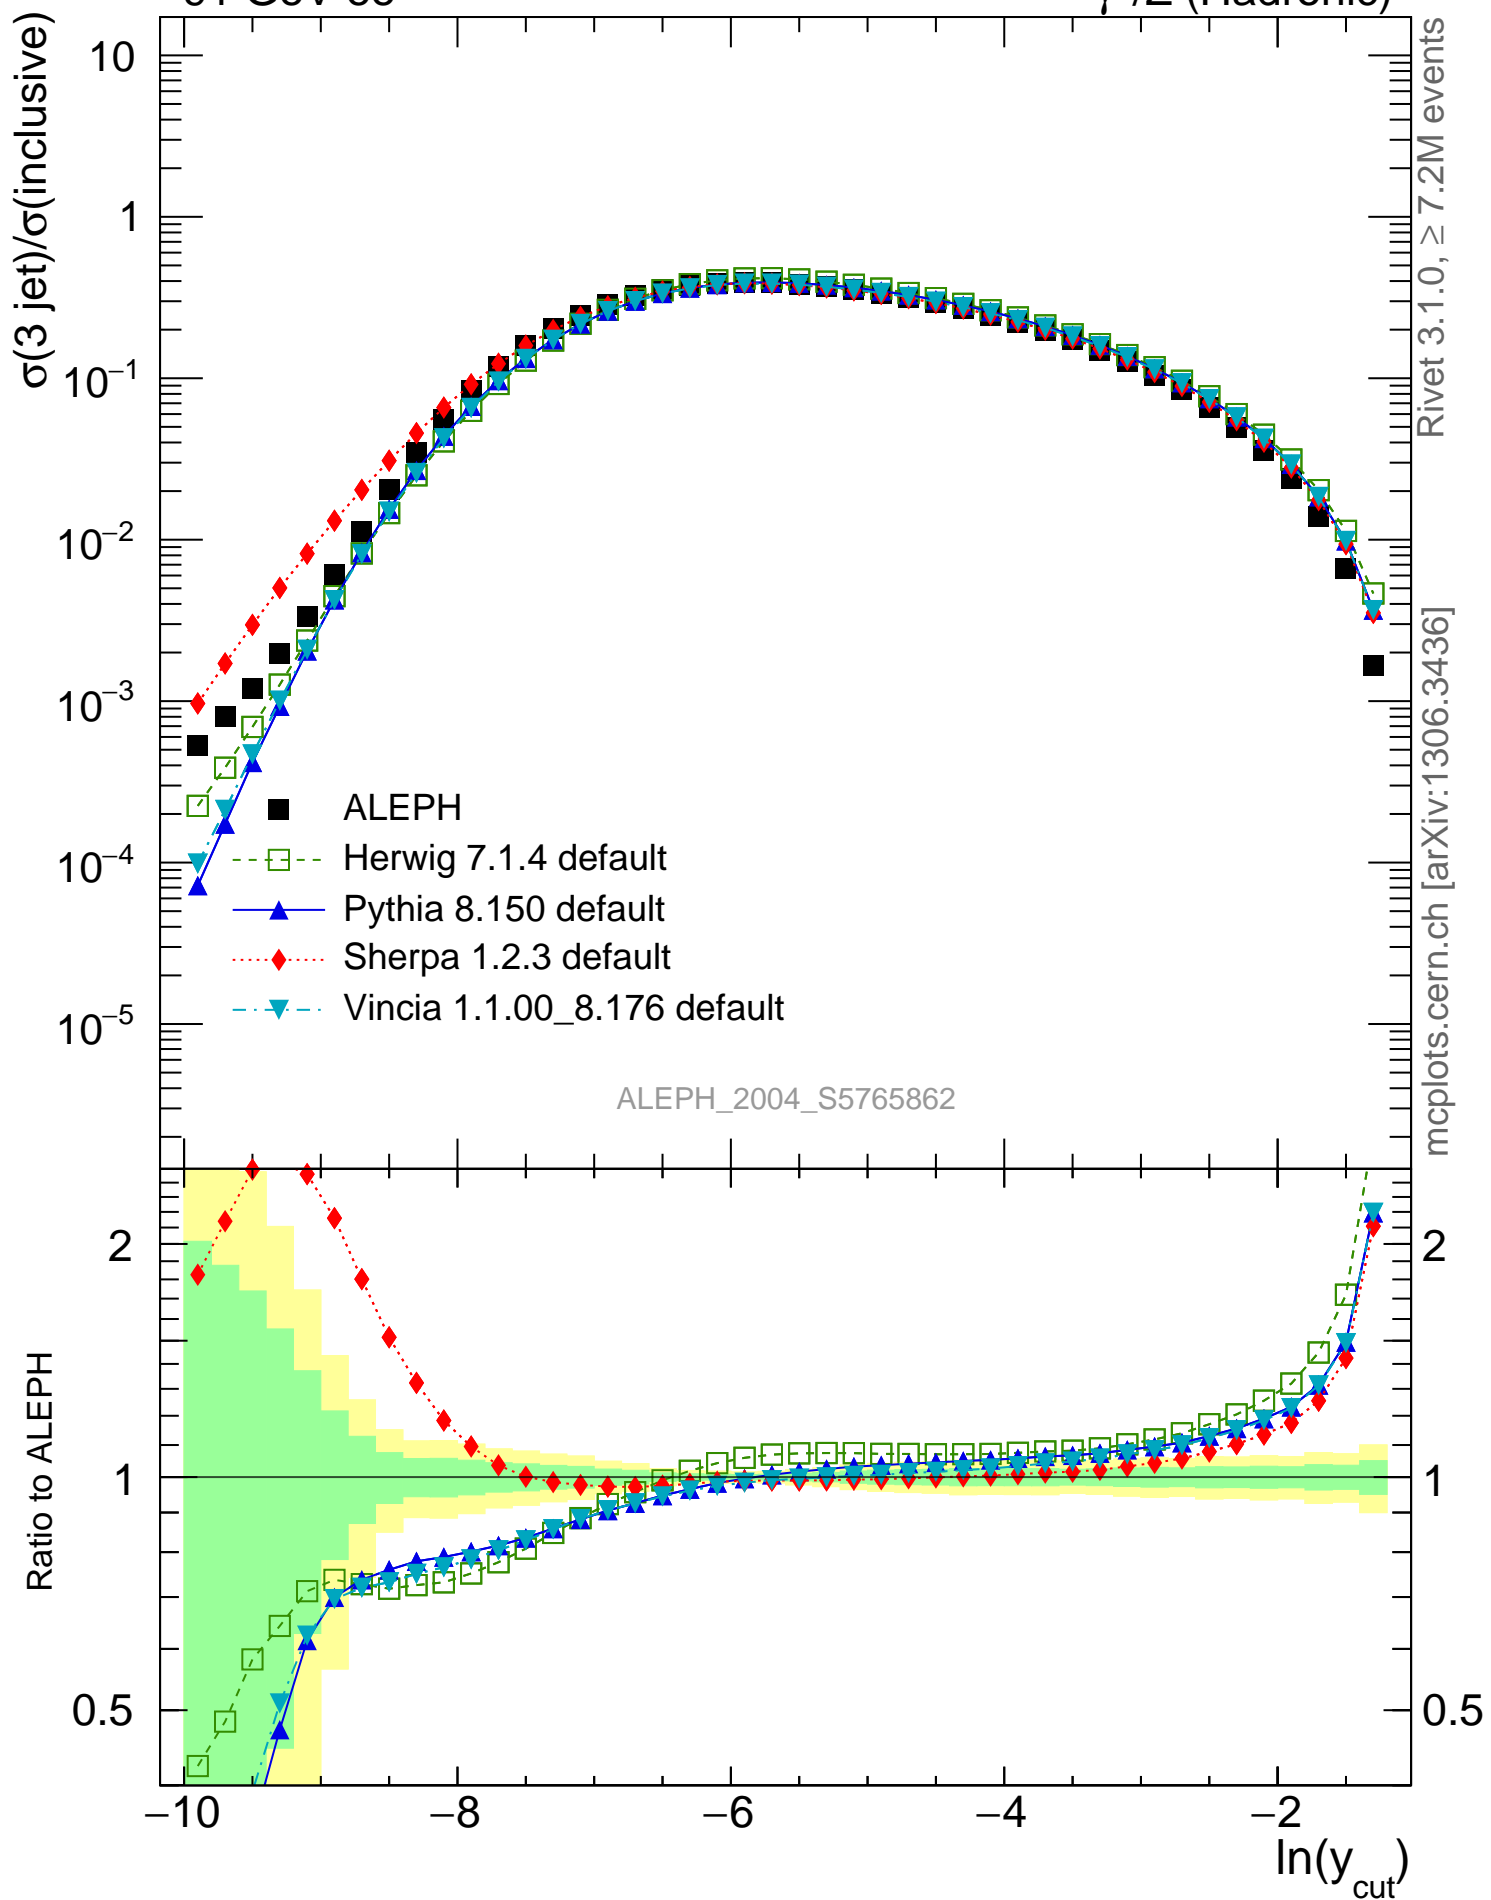 σ(3 jet)/σ(inclusive)
10
1
10⁻¹
10⁻²
10⁻³
10⁻⁴
10⁻⁵
ALEPH
Herwig 7.1.4 default
Pythia 8.150 default
Sherpa 1.2.3 default
Vincia 1.1.00_8.176 default
ALEPH_2004_S5765862
Rivet 3.1.0, ≥ 7.2M events
mcplots.cern.ch [arXiv:1306.3436]
Ratio to ALEPH
2
1
0.5
2
1
0.5
−10
−8
−6
−4
−2
ln(y_cut)